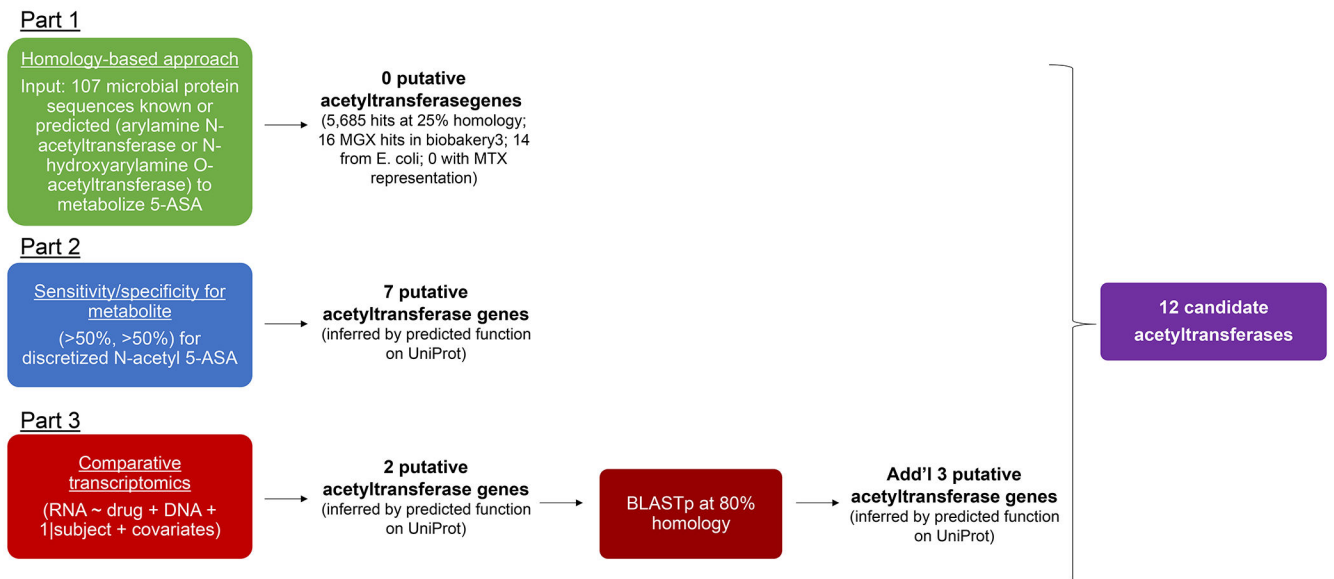 Part 1
Homology-based approach
Input: 107 microbial protein
sequences known or
predicted (arylamine N-
acetyltransferase or N-
hydroxyarylamine O-
acetyltransferase) to
metabolize 5-ASA
0 putative
acetyltransferasegenes
(5,685 hits at 25% homology;
16 MGX hits in biobakery3; 14
from E. coli; 0 with MTX
representation)
Part 2
Sensitivity/specificity for
metabolite
(>50%, >50%) for
discretized N-acetyl 5-ASA
7 putative
acetyltransferase genes
(inferred by predicted function
on UniProt)
Part 3
Comparative
transcriptomics
(RNA ~ drug + DNA +
1|subject + covariates)
2 putative
acetyltransferase genes
(inferred by predicted function
on UniProt)
BLASTp at 80%
homology
Add'l 3 putative
acetyltransferase genes
(inferred by predicted function
on UniProt)
12 candidate
acetyltransferases